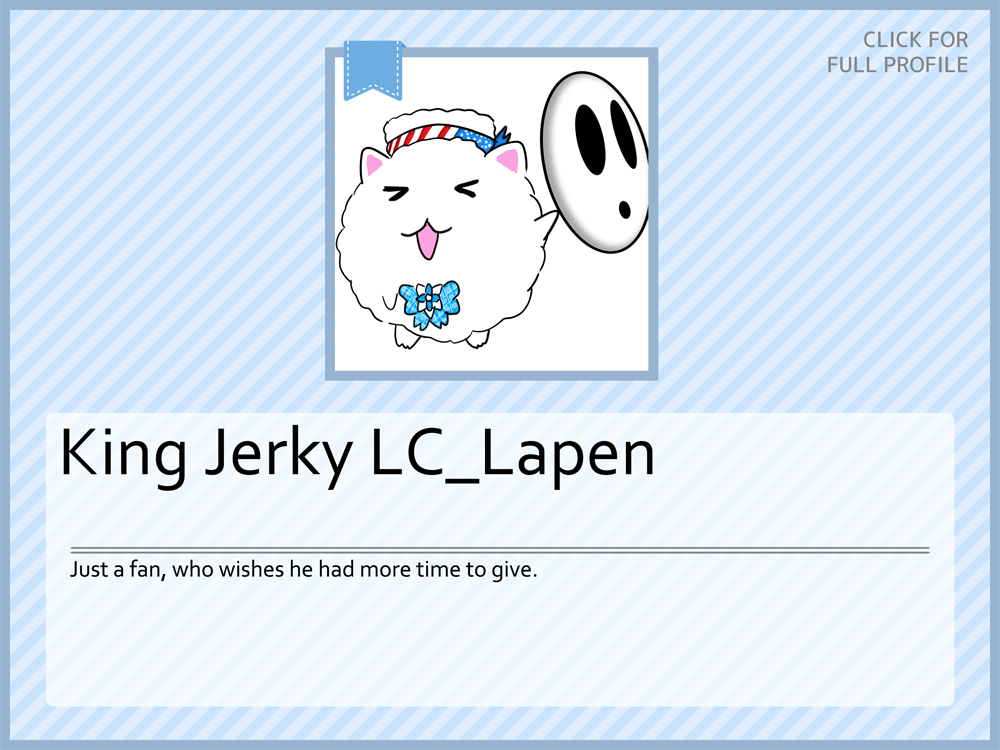 CLICK FOR
FULL PROFILE
King Jerky LC_Lapen
Just a fan, who wishes he had more time to give.